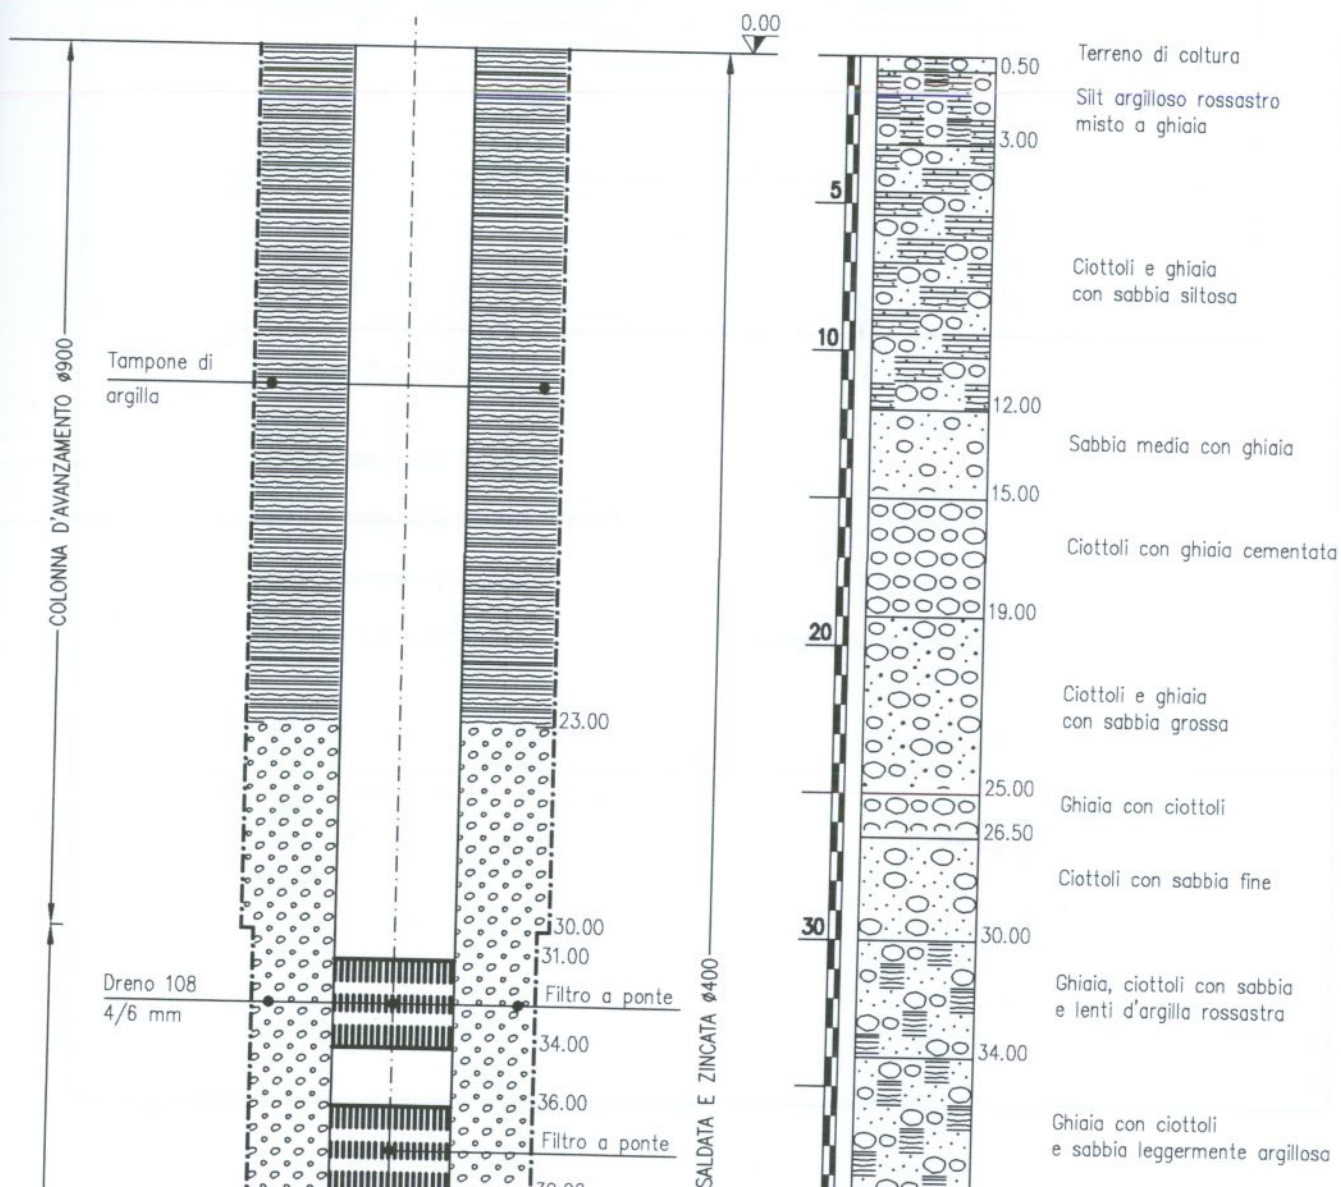 0.00
COLONNA D'AVANZAMENTO ø900
Tampone di
argilla
23.00
30.00
31.00
Dreno 108
4/6 mm
Filtro a ponte
34.00
36.00
Filtro a ponte
SALDATA E ZINCATA ø400
5
10
20
30
0.50
3.00
12.00
15.00
19.00
25.00
26.50
30.00
34.00
Terreno di coltura
Silt argilloso rossastro
misto a ghiaia
Ciottoli e ghiaia
con sabbia siltosa
Sabbia media con ghiaia
Ciottoli con ghiaia cementata
Ciottoli e ghiaia
con sabbia grossa
Ghiaia con ciottoli
Ciottoli con sabbia fine
Ghiaia, ciottoli con sabbia
e lenti d'argilla rossastra
Ghiaia con ciottoli
e sabbia leggermente argillosa